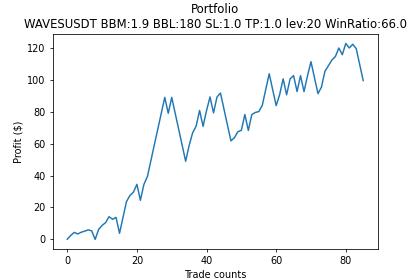 Portfolio
WAVESUSDT BBM:1.9 BBL:180 SL:1.0 TP:1.0 lev:20 WinRatio:66.0
120
100
80
60
40
20
0
Profit ($)
0 20 40 60 80
Trade counts